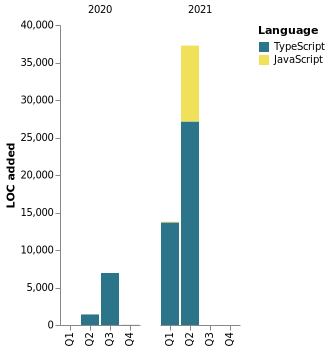 2020
2021
Language
TypeScript
JavaScript
LOC added
40,000
35,000
30,000
25,000
20,000
15,000
10,000
5,000
0
Q1
Q2
Q3
Q4
Q1
Q2
Q3
Q4